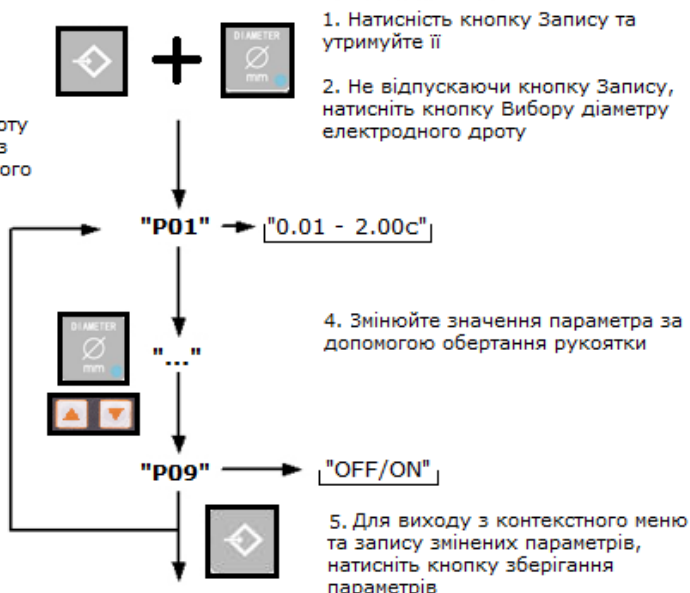 1. Натисність кнопку Запису та
утримуйте її
DIAMETER
Ø
mm
2. Не відпускаючи кнопку Запису,
натисніть кнопку Вибору діаметру
електродного дроту
"P01"
"0.01 - 2.00с"
DIAMETER
Ø
mm
"..."
4. Змінюйте значення параметра за
допомогою обертання рукоятки
"P09"
"OFF/ON"
5. Для виходу з контекстного меню
та запису змінених параметрів,
натисніть кнопку зберігання
параметрів